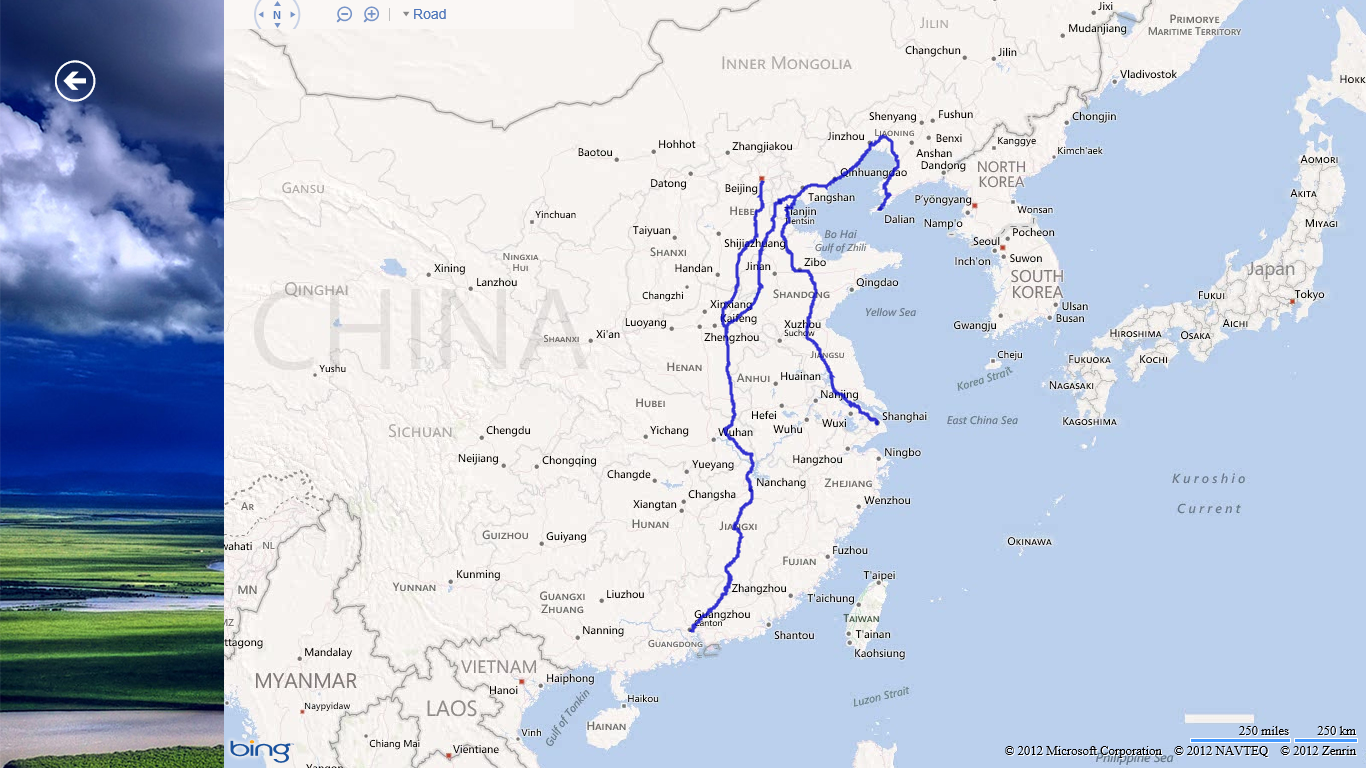 N
Road
Jixi
JILIN
PRIMORYE
MARITIME TERRITORY
Mudanjiang
Changchun
Jilin
INNER MONGOLIA
Vladivostok
HOKK
Shenyang
Fushun
Chongjin
Jinzhou
LIAONING
Benxi
Kanggye
Hohhot
Zhangjiakou
Baotou
Anshan
Kim'chaek
Dandong
NORTH
KOREA
AOMORI
Qinhuangdao
Datong
Beijing
GANSU
Tangshan
AKITA
P'yŏngyang
Wonsan
HEBE
Tianjin
Tientsin
Yinchuan
Dalian
Namp'o
MIYAGI
Taiyuan
Bo Hai
Gulf of Zhili
Pocheon
Seoul
Shijiazhuang
SHANXI
NINGXIA
HUI
Inch'on
Suwon
Zibo
Xining
Handan
Jinan
Japan
SOUTH
KOREA
Lanzhou
Qingdao
QINGHAI
Changzhi
SHANDONG
FUKUI
Tokyo
CHINA
Xinxiang
Kaifeng
Yellow Sea
Ulsan
Busan
Luoyang
Xuzhou
Suchow
Gwangju
AICHI
Xi'an
SHAANXI
Zhengzhou
HIROSHIMA
OSAKA
JIANGSU
Cheju
FUKUOKA
KOCHI
Yushu
HENAN
ANHUI
Huainan
Korea Strait
NAGASAKI
Nanjing
HUBEI
Hefei
Shanghai
East China Sea
KAGOSHIMA
SICHUAN
Chengdu
Yichang
Wuhan
Wuhu
Wuxi
Neijiang
Chongqing
Yueyang
Hangzhou
Ningbo
Changde
Nanchang
ZHEJIANG
Kuroshio
Current
Changsha
Xiangtan
Wenzhou
AR
HUNAN
JIANGXI
GUIZHOU
Guiyang
OKINAWA
wahati
NL
Fuzhou
FUJIAN
Kunming
T'aipei
MN
YUNNAN
Zhangzhou
GUANGXI
ZHUANG
Liuzhou
T'aichung
MZ
Guangzhou
Canton
TAIWAN
Nanning
Shantou
T'ainan
ttagong
GUANGDONG
Mandalay
Kaohsiung
VIETNAM
MYANMAR
Haiphong
Hanoi
Luzon Strait
Haikou
Naypyidaw
LAOS
Gulf of Tonkin
HAINAN
Vinh
250 miles
250 km
Chiang Mai
Vientiane
bing
© 2012 Microsoft Corporation © 2012 NAVTEQ © 2012 Zenrin
Philippine Sea
Yangon